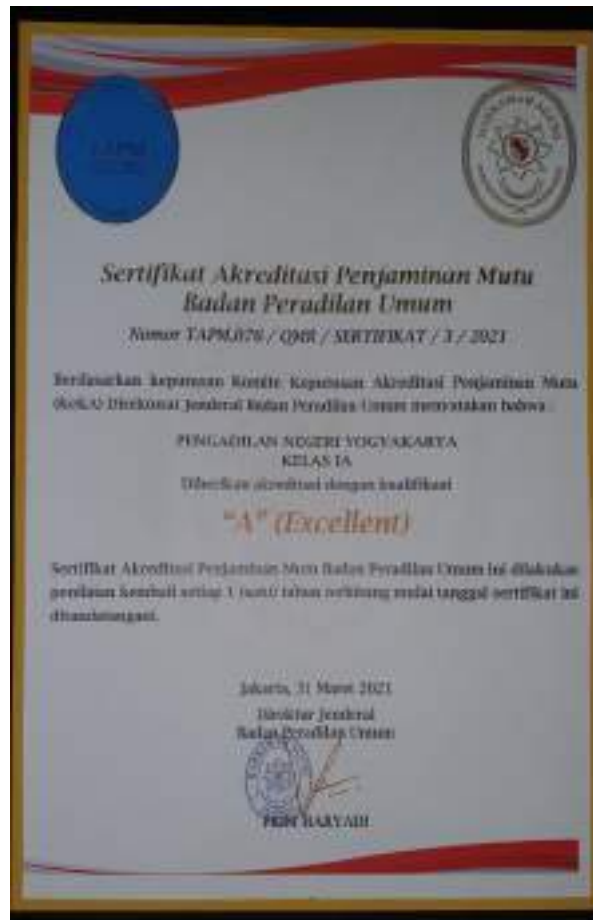 Sertifikat Akreditasi Penjaminan Mutu
Badan Peradilan Umum
Nomor TAPM.076 / QMR / SERTIFIKAT / 3 / 2021
Berdasarkan keputusan Komite Keputusan Akreditasi Penjaminan Mutu
(KoKA) Direktorat Jenderal Badan Peradilan Umum menyatakan bahwa :
PENGADILAN NEGERI YOGYAKARTA
KELAS IA
Diberikan akreditasi dengan kualifikasi
"A" (Excellent)
Sertifikat Akreditasi Penjaminan Mutu Badan Peradilan Umum ini dilakukan
penilaian kembali setiap 1 (satu) tahun terhitung mulai tanggal sertifikat ini
ditandatangani.
Jakarta, 31 Maret 2021
Direktur Jenderal
Badan Peradilan Umum
PRIM HARYADI